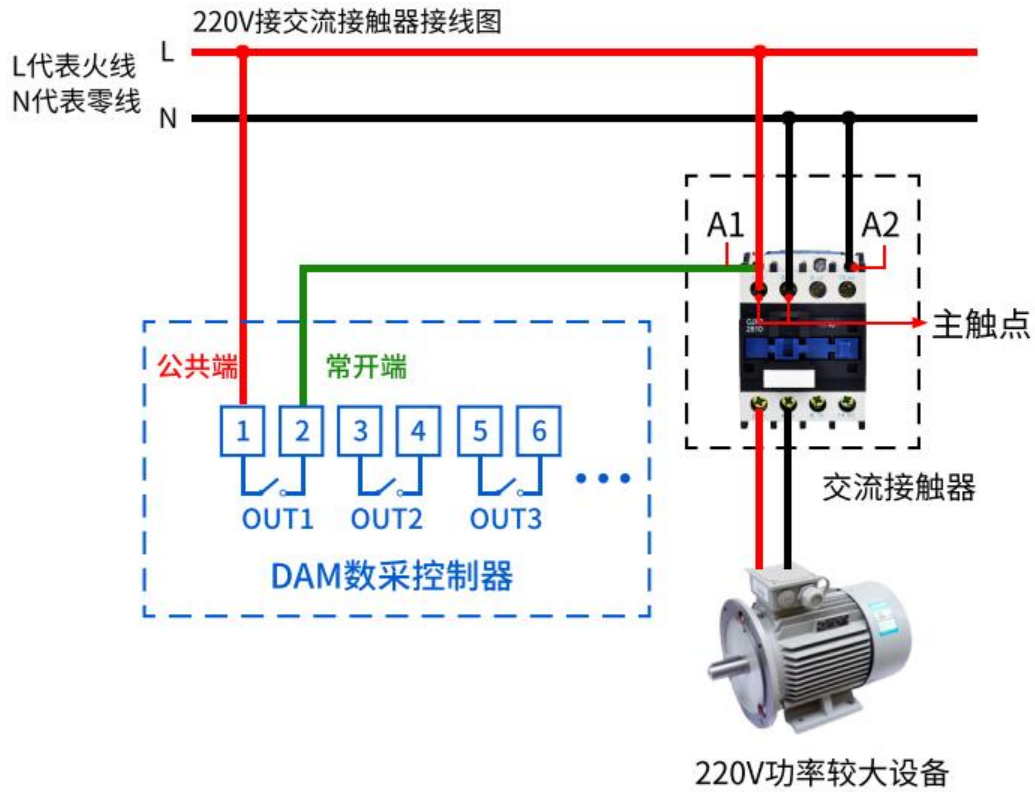 220V接交流接触器接线图
L代表火线
N代表零线
L
N
A1
A2
主触点
公共端
常开端
1 2 3 4 5 6
OUT1 OUT2 OUT3
DAM数采控制器
交流接触器
220V功率较大设备